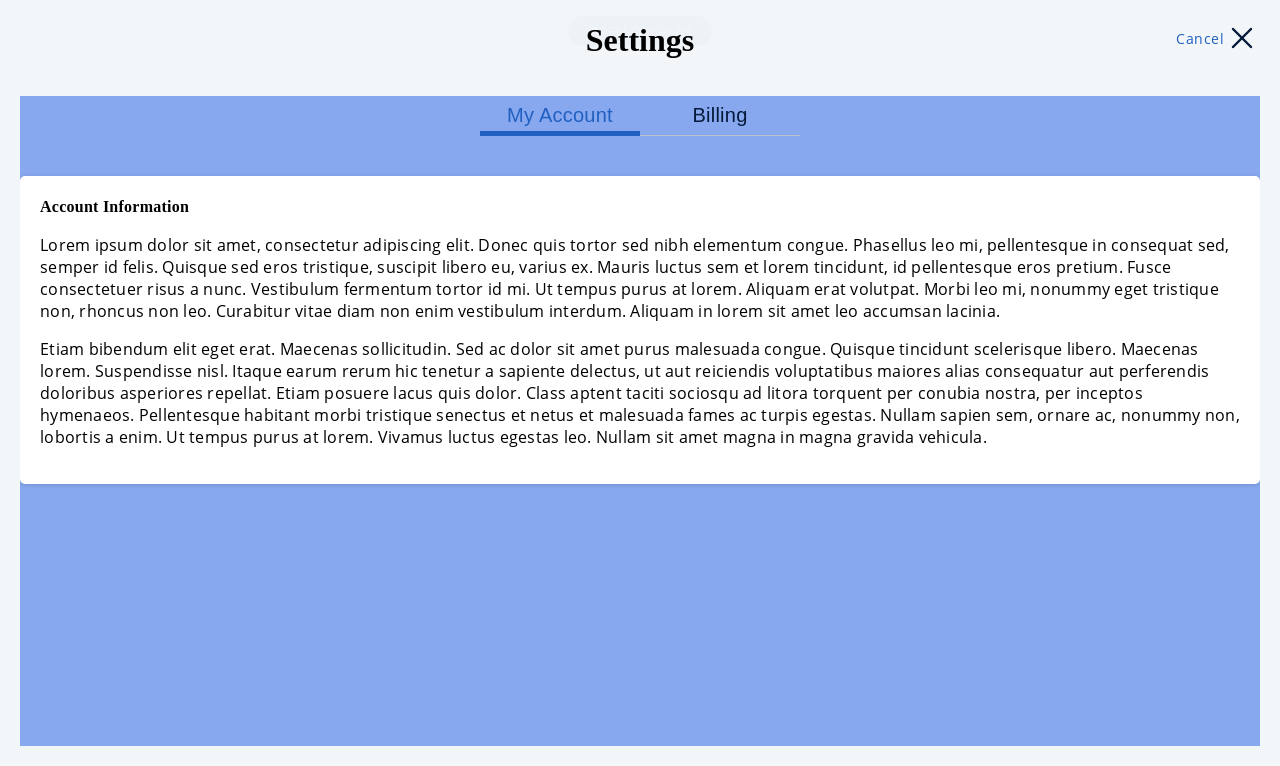 Settings
Cancel
My Account
Billing
Account Information
Lorem ipsum dolor sit amet, consectetur adipiscing elit. Donec quis tortor sed nibh elementum congue. Phasellus leo mi, pellentesque in consequat sed,
semper id felis. Quisque sed eros tristique, suscipit libero eu, varius ex. Mauris luctus sem et lorem tincidunt, id pellentesque eros pretium. Fusce
consectetuer risus a nunc. Vestibulum fermentum tortor id mi. Ut tempus purus at lorem. Aliquam erat volutpat. Morbi leo mi, nonummy eget tristique
non, rhoncus non leo. Curabitur vitae diam non enim vestibulum interdum. Aliquam in lorem sit amet leo accumsan lacinia.
Etiam bibendum elit eget erat. Maecenas sollicitudin. Sed ac dolor sit amet purus malesuada congue. Quisque tincidunt scelerisque libero. Maecenas
lorem. Suspendisse nisl. Itaque earum rerum hic tenetur a sapiente delectus, ut aut reiciendis voluptatibus maiores alias consequatur aut perferendis
doloribus asperiores repellat. Etiam posuere lacus quis dolor. Class aptent taciti sociosqu ad litora torquent per conubia nostra, per inceptos
hymenaeos. Pellentesque habitant morbi tristique senectus et netus et malesuada fames ac turpis egestas. Nullam sapien sem, ornare ac, nonummy non,
lobortis a enim. Ut tempus purus at lorem. Vivamus luctus egestas leo. Nullam sit amet magna in magna gravida vehicula.